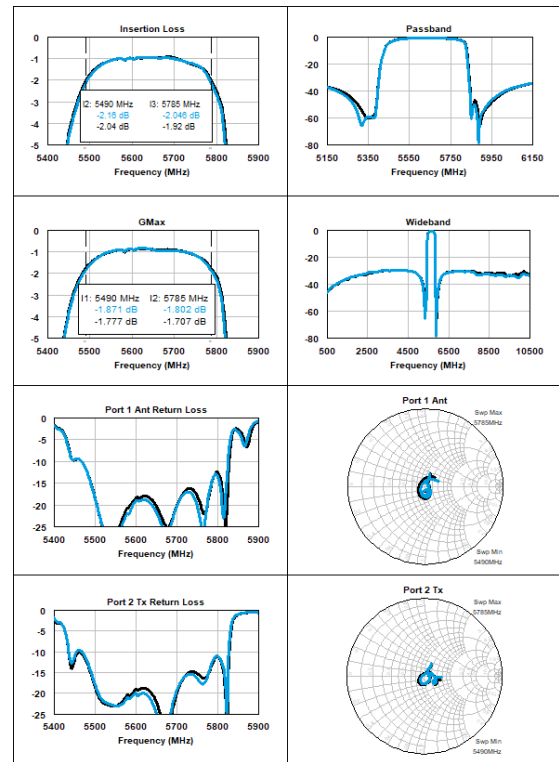 Insertion Loss
0
-1
-2
-3
-4
-5
I2: 5490 MHz I3: 5785 MHz
-2.16 dB -2.046 dB
-2.04 dB -1.92 dB
5400 5500 5600 5700 5800 5900
Frequency (MHz)
Passband
0
-20
-40
-60
-80
5150 5350 5550 5750 5950 6150
Frequency (MHz)
GMax
0
-1
-2
-3
-4
-5
I1: 5490 MHz I2: 5785 MHz
-1.871 dB -1.802 dB
-1.777 dB -1.707 dB
5400 5500 5600 5700 5800 5900
Frequency (MHz)
Wideband
0
-20
-40
-60
-80
500 2500 4500 6500 8500 10500
Frequency (MHz)
Port 1 Ant Return Loss
0
-5
-10
-15
-20
-25
5400 5500 5600 5700 5800 5900
Frequency (MHz)
Port 1 Ant
Swp Max
5785MHz
Swp Min
5490MHz
Port 2 Tx Return Loss
0
-5
-10
-15
-20
-25
5400 5500 5600 5700 5800 5900
Frequency (MHz)
Port 2 Tx
Swp Max
5785MHz
Swp Min
5490MHz